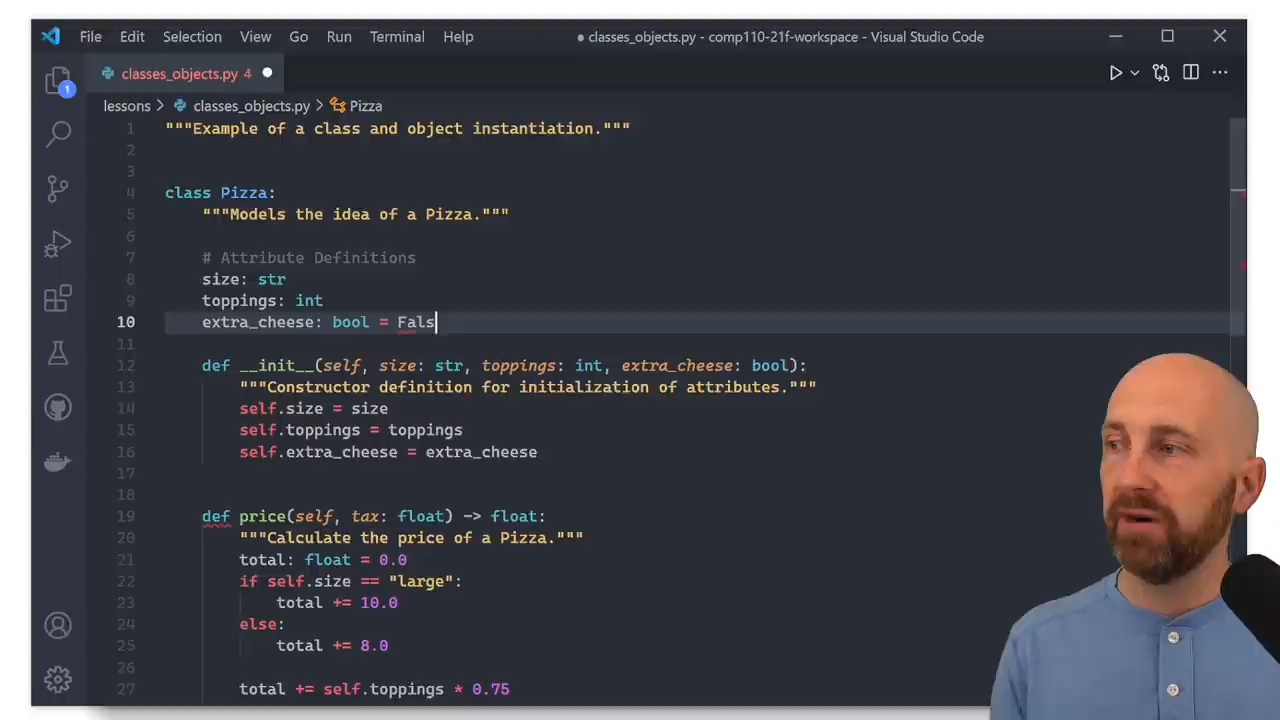 File Edit Selection View Go Run Terminal Help
● classes_objects.py - comp110-21f-workspace - Visual Studio Code
1
classes_objects.py 4
lessons > classes_objects.py > Pizza
1 """Example of a class and object instantiation."""
2
3
4 class Pizza:
5 """Models the idea of a Pizza."""
6
7 # Attribute Definitions
8 size: str
9 toppings: int
10 extra_cheese: bool = Fals
11
12 def __init__(self, size: str, toppings: int, extra_cheese: bool):
13 """Constructor definition for initialization of attributes."""
14 self.size = size
15 self.toppings = toppings
16 self.extra_cheese = extra_cheese
17
18
19 def price(self, tax: float) -> float:
20 """Calculate the price of a Pizza."""
21 total: float = 0.0
22 if self.size == "large":
23 total += 10.0
24 else:
25 total += 8.0
26
27 total += self.toppings * 0.75